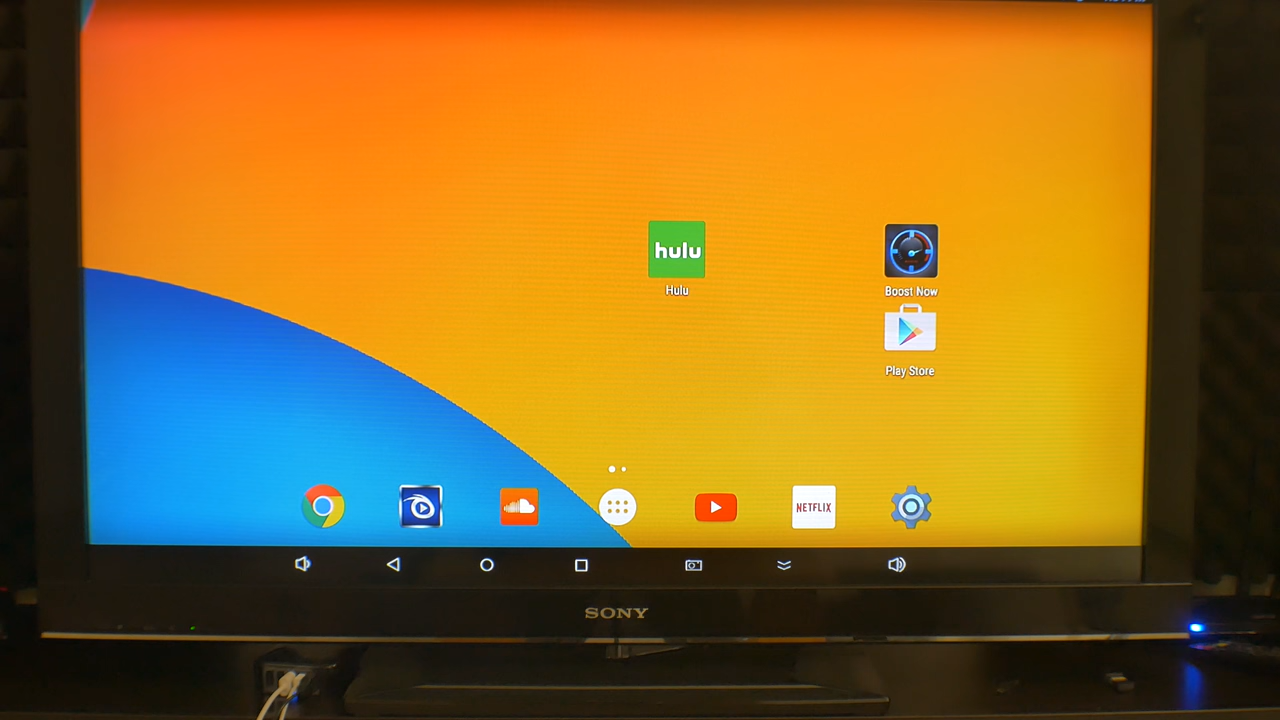 hulu
Hulu
Boost Now
Play Store
NETFLIX
SONY